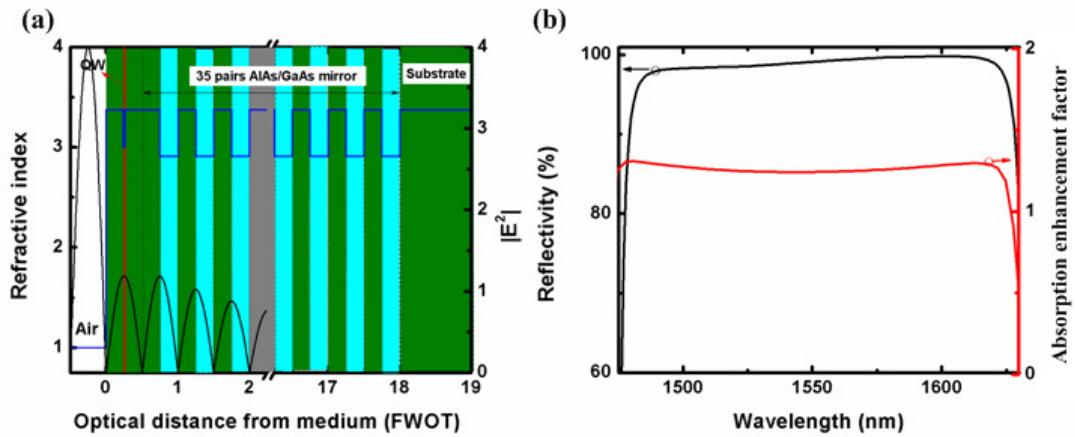 (a)
4
3
2
1
Refractive index
QW
35 pairs AlAs/GaAs mirror
Substrate
Air
4
3
2
1
0
|E²|
0 1 2 17 18 19
Optical distance from medium (FWOT)
(b)
100
80
60
Reflectivity (%)
2
1
0
Absorption enhancement factor
1500 1550 1600
Wavelength (nm)